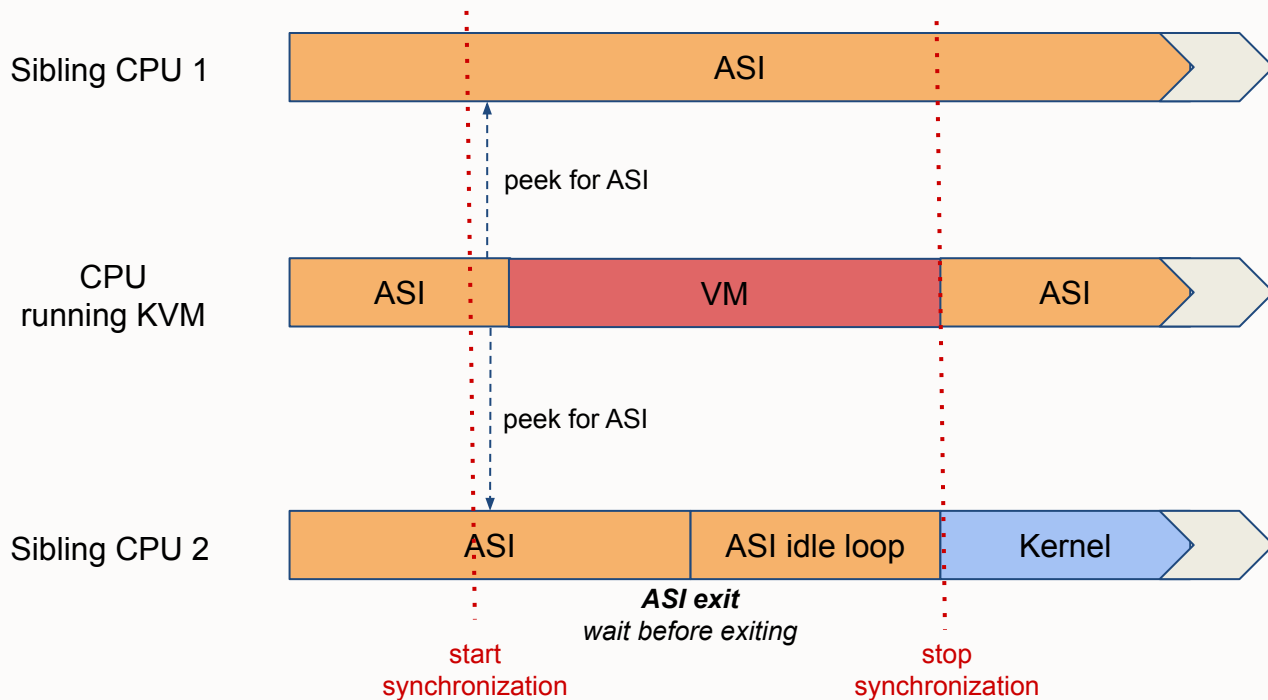 Sibling CPU 1
ASI
peek for ASI
CPU
running KVM
ASI
VM
ASI
peek for ASI
Sibling CPU 2
ASI
ASI idle loop
Kernel
ASI exit
wait before exiting
start
synchronization
stop
synchronization